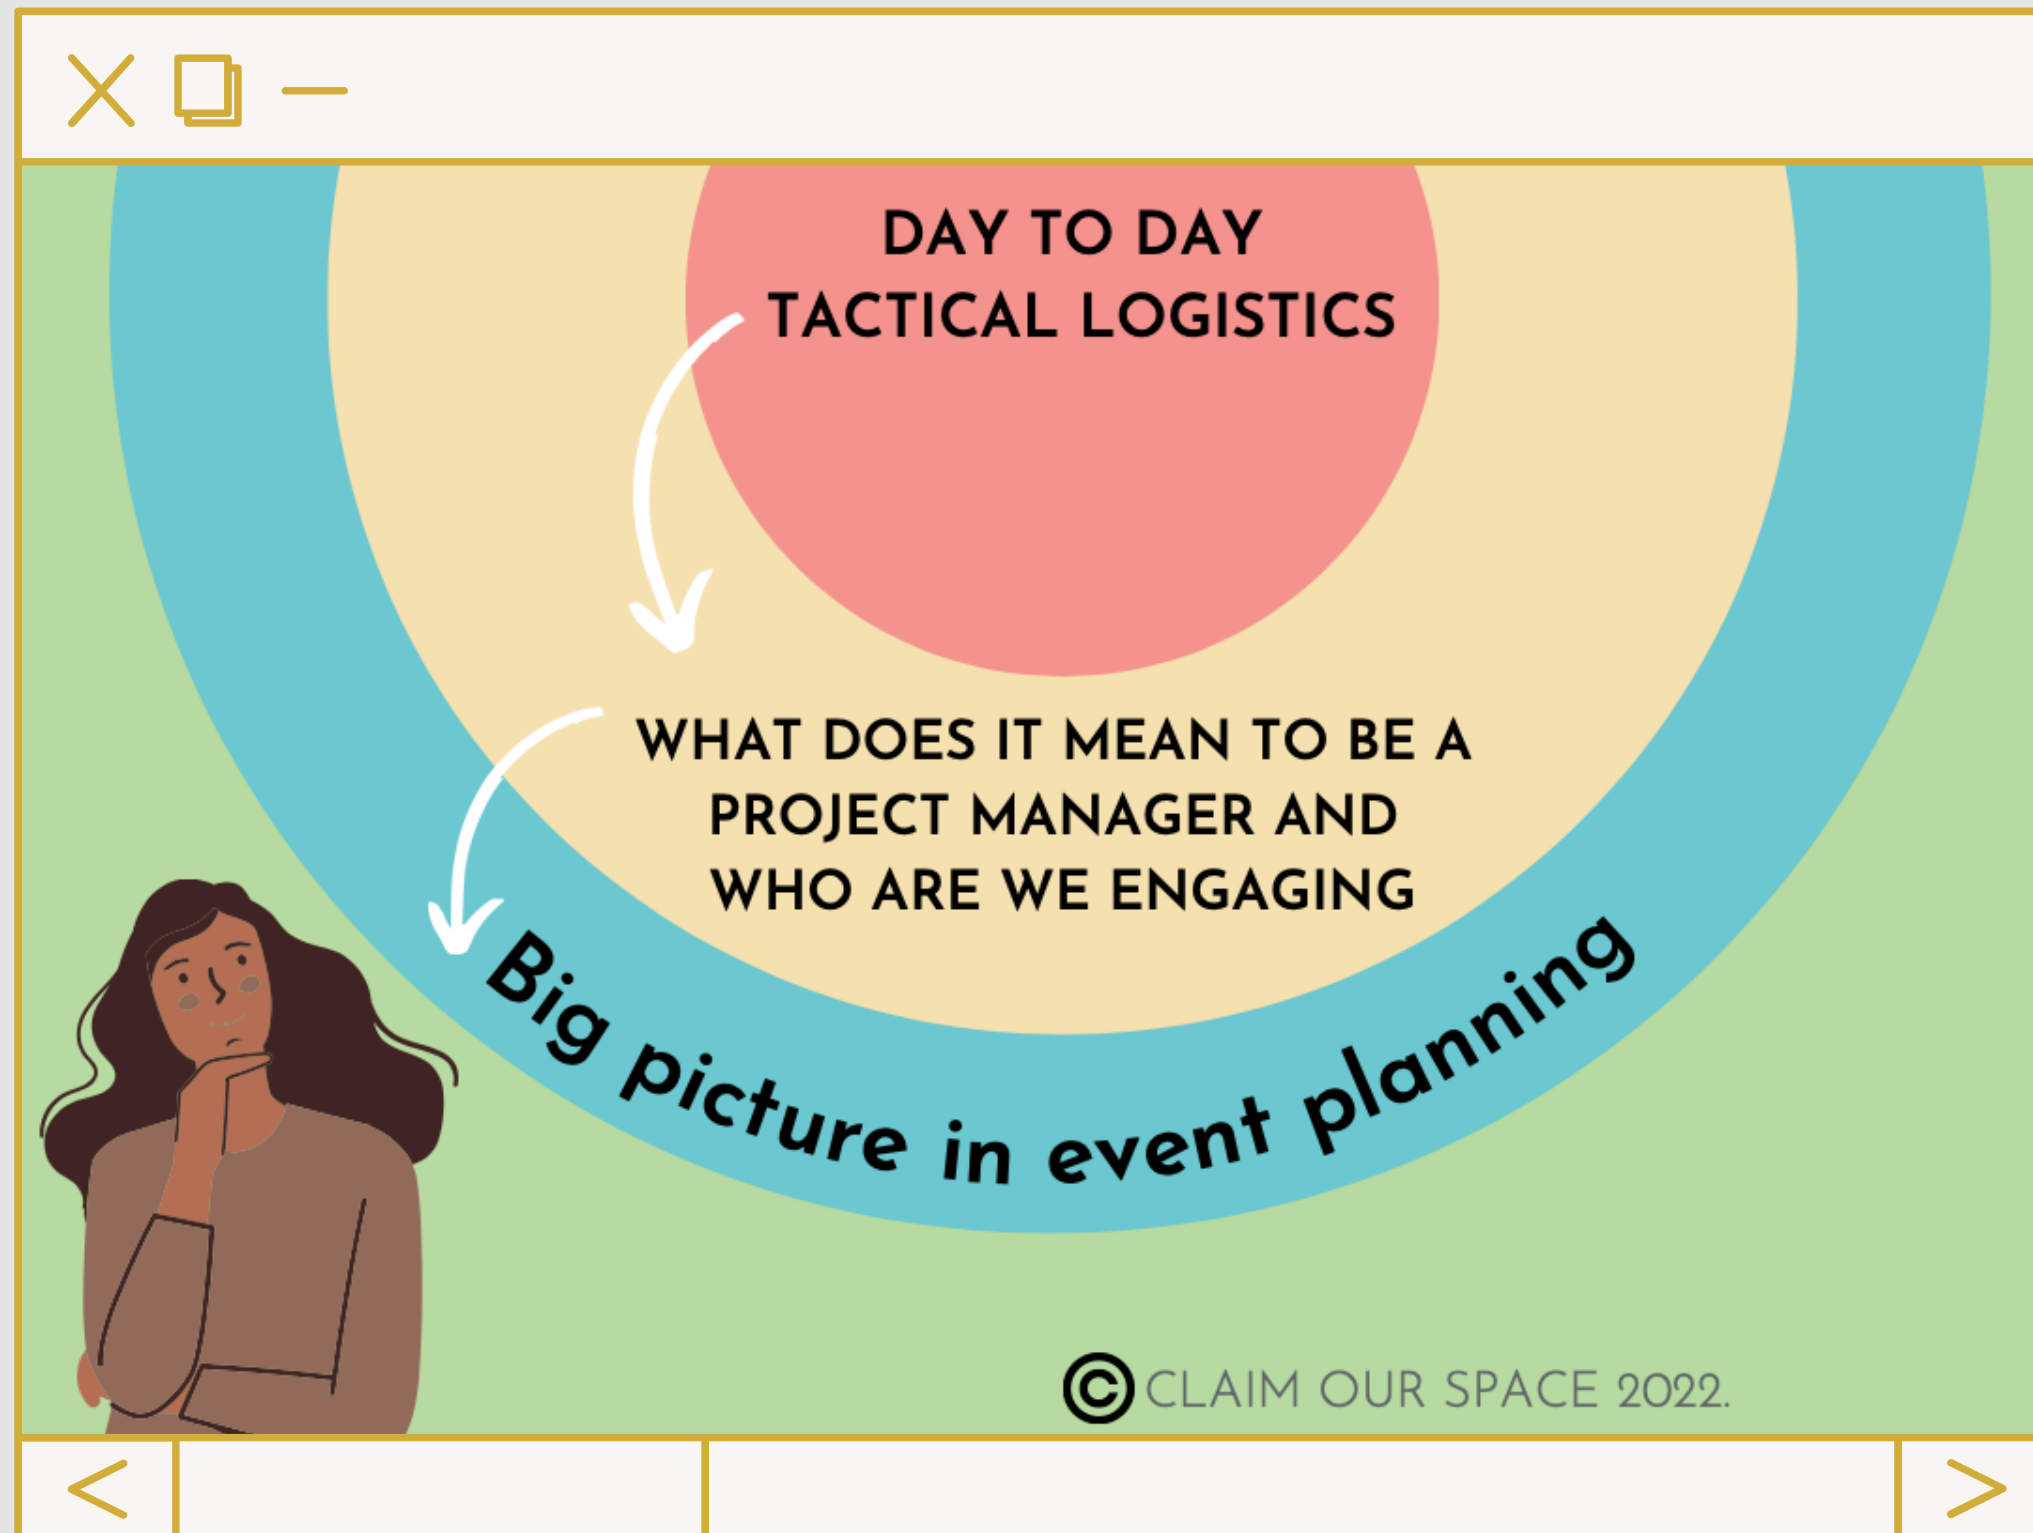 DAY TO DAY
TACTICAL LOGISTICS
WHAT DOES IT MEAN TO BE A
PROJECT MANAGER AND
WHO ARE WE ENGAGING
Big picture in event planning
© CLAIM OUR SPACE 2022.